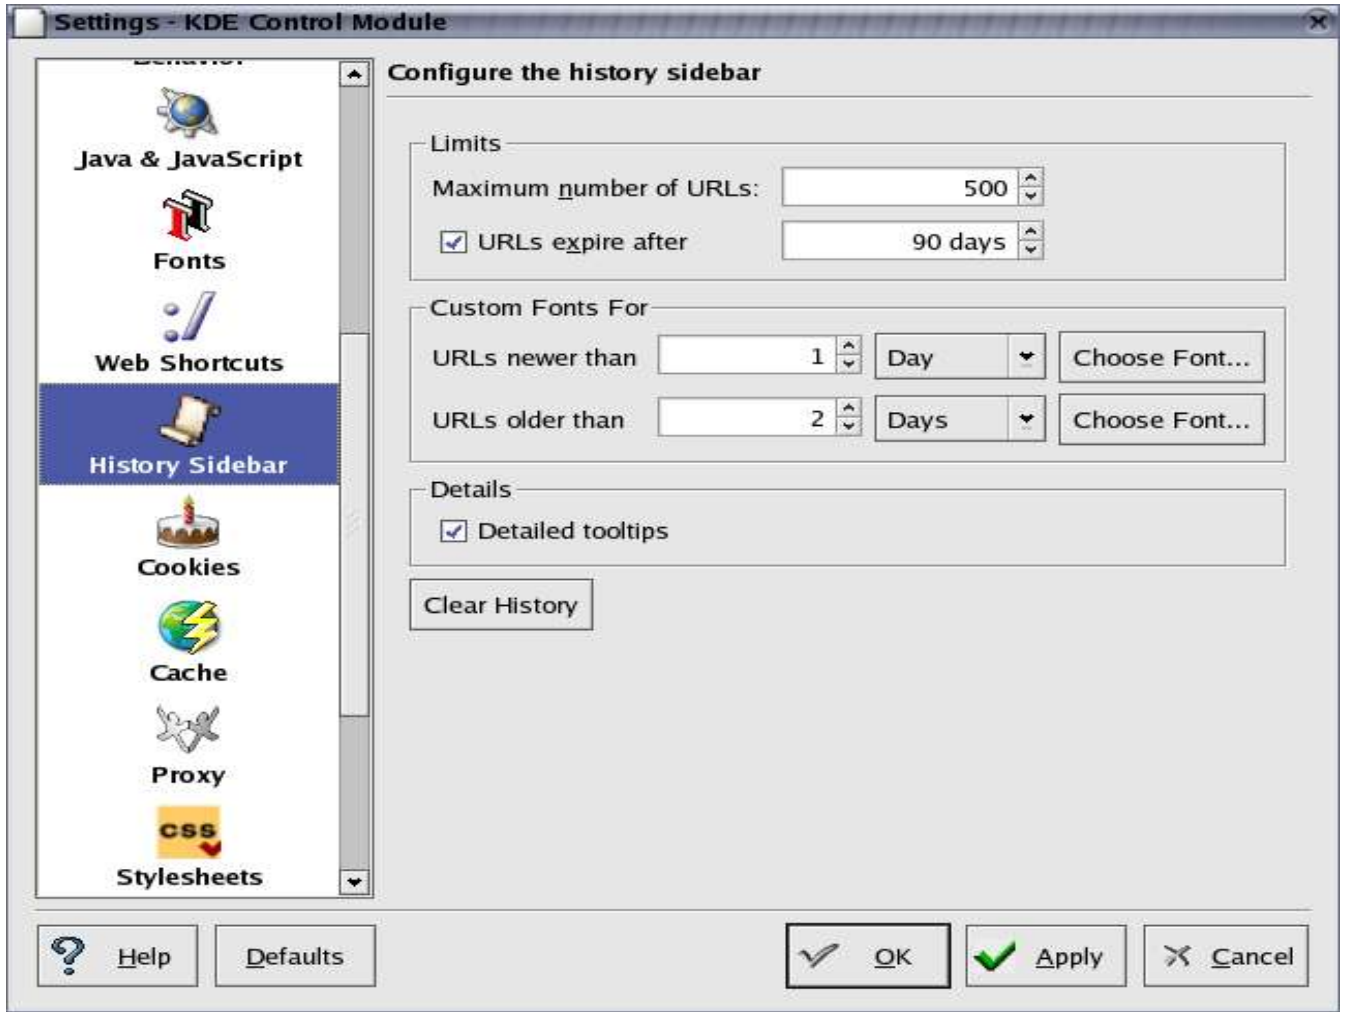 Settings - KDE Control Module
Configure the history sidebar
Java & JavaScript
Fonts
Web Shortcuts
History Sidebar
Cookies
Cache
Proxy
CSS
Stylesheets
Limits
Maximum number of URLs: 500
URLs expire after 90 days
Custom Fonts For
URLs newer than 1 Day Choose Font...
URLs older than 2 Days Choose Font...
Details
Detailed tooltips
Clear History
Help Defaults OK Apply Cancel